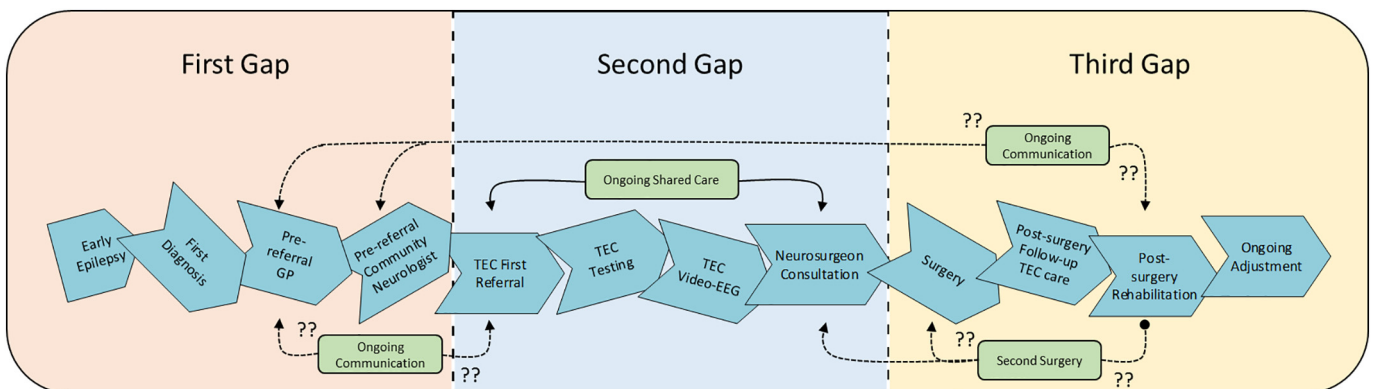 First Gap
Second Gap
Third Gap
??
Ongoing
Communication
??
Ongoing Shared Care
Early
Epilepsy
First
Diagnosis
Pre-
referral
GP
Pre-referral
Community
Neurologist
TEC First
Referral
TEC
Testing
TEC
Video-EEG
Neurosurgeon
Consultation
Surgery
Post-surgery
Follow-up
TEC care
Post-
surgery
Rehabilitation
Ongoing
Adjustment
??
Ongoing
Communication
??
??
Second Surgery
??